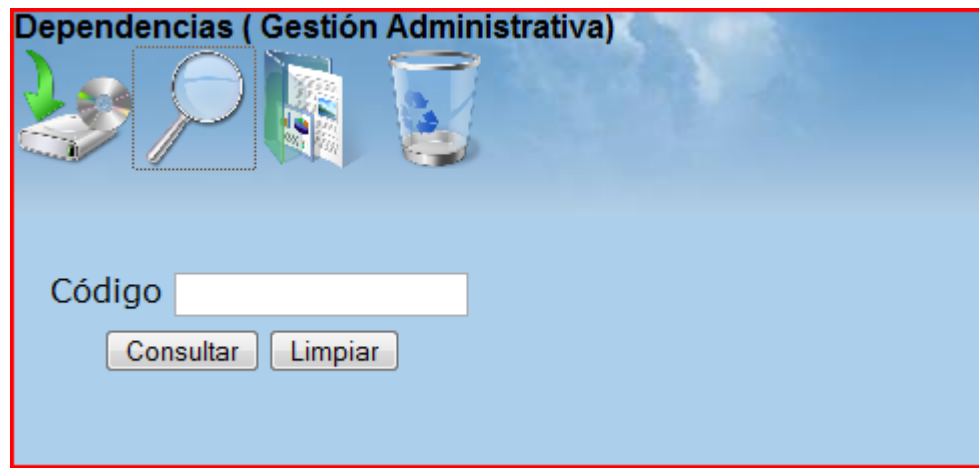 Dependencias ( Gestión Administrativa)
Código
Consultar Limpiar